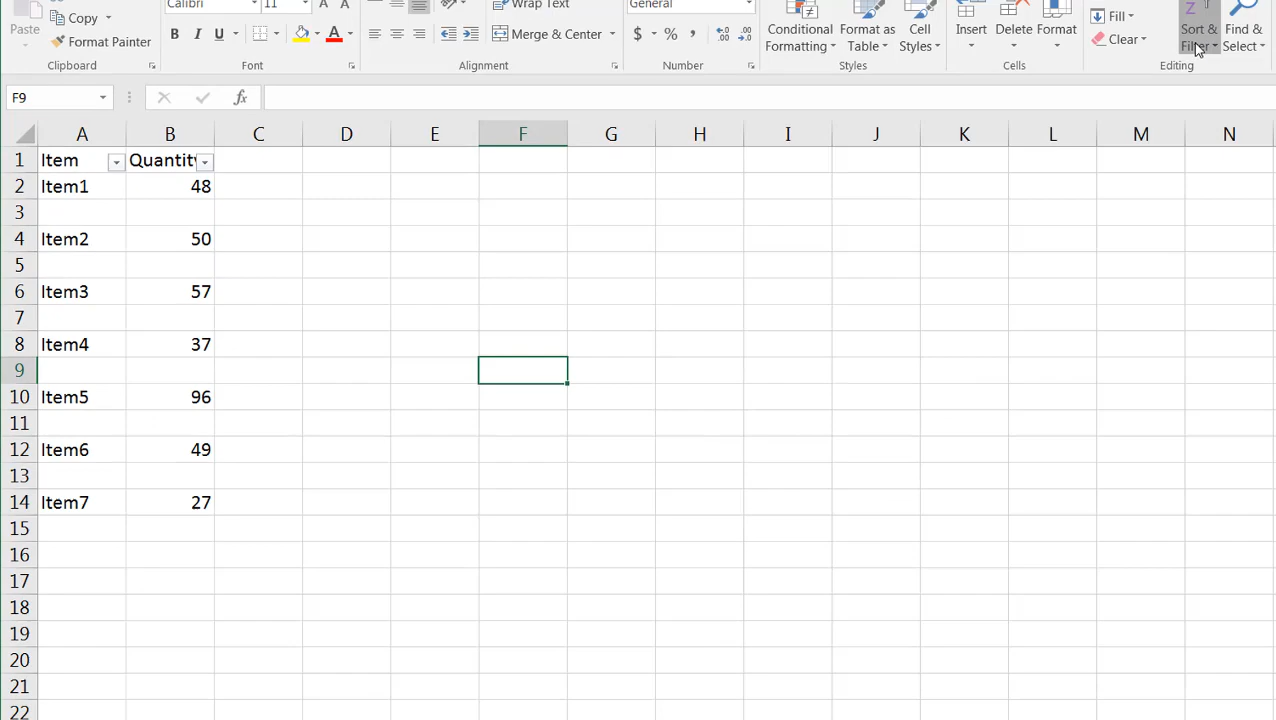 Calibri 11 Wrap Text General
Paste Copy Fill
Format Painter B I U A Merge & Center $ % Conditional Formatting Format as Table Cell Styles Insert Delete Format Clear Sort & Filter Find & Select
Clipboard Font Alignment Number Styles Cells Editing
F9 fx
A B C D E F G H I J K L M N
1 Item Quantity
2 Item1 48
3
4 Item2 50
5
6 Item3 57
7
8 Item4 37
9
10 Item5 96
11
12 Item6 49
13
14 Item7 27
15
16
17
18
19
20
21
22